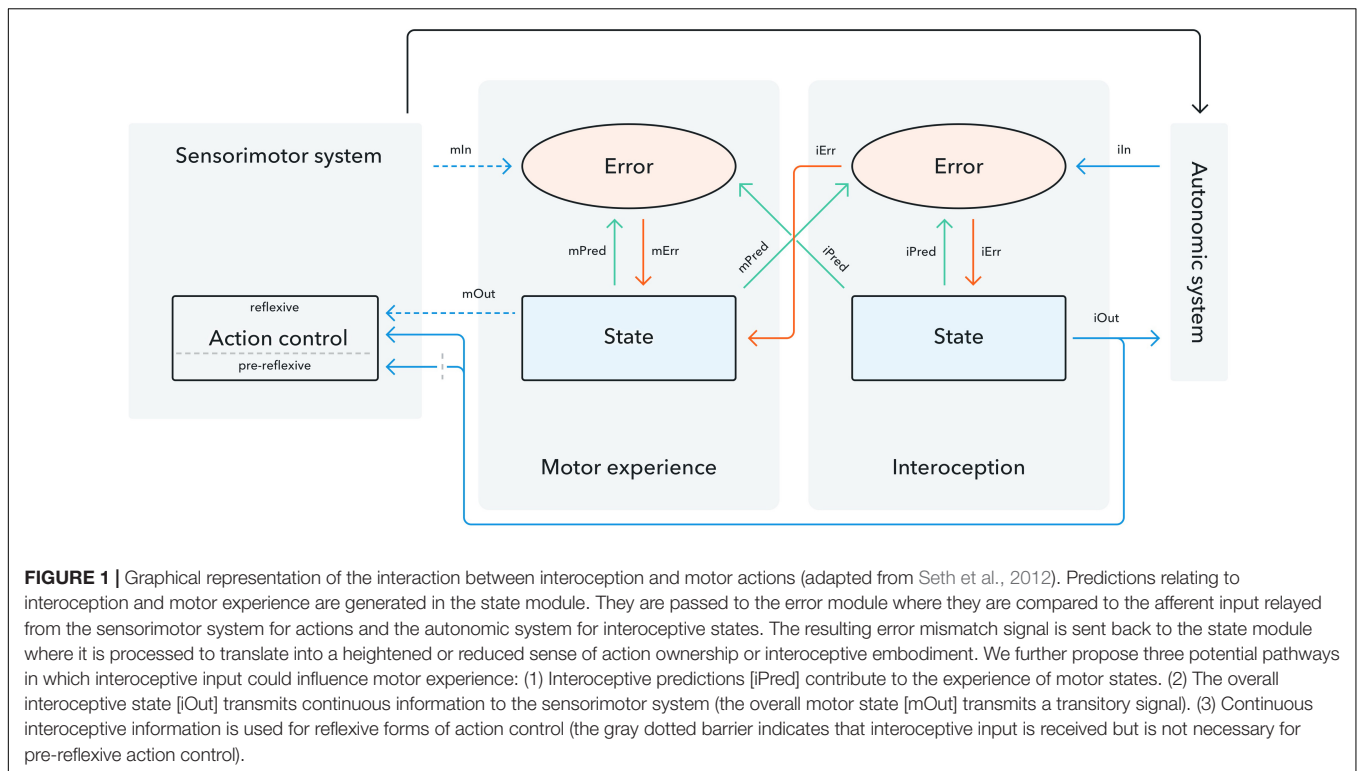 Sensorimotor system
mIn
Error
iErr
Error
iIn
Autonomic system
mPred
mErr
mPred
iPred
iPred
iErr
mOut
reflexive
Action control
pre-reflexive
State
State
iOut
Motor experience
Interoception
FIGURE 1 | Graphical representation of the interaction between interoception and motor actions (adapted from Seth et al., 2012). Predictions relating to
interoception and motor experience are generated in the state module. They are passed to the error module where they are compared to the afferent input relayed
from the sensorimotor system for actions and the autonomic system for interoceptive states. The resulting error mismatch signal is sent back to the state module
where it is processed to translate into a heightened or reduced sense of action ownership or interoceptive embodiment. We further propose three potential pathways
in which interoceptive input could influence motor experience: (1) Interoceptive predictions [iPred] contribute to the experience of motor states. (2) The overall
interoceptive state [iOut] transmits continuous information to the sensorimotor system (the overall motor state [mOut] transmits a transitory signal). (3) Continuous
interoceptive information is used for reflexive forms of action control (the gray dotted barrier indicates that interoceptive input is received but is not necessary for
pre-reflexive action control).